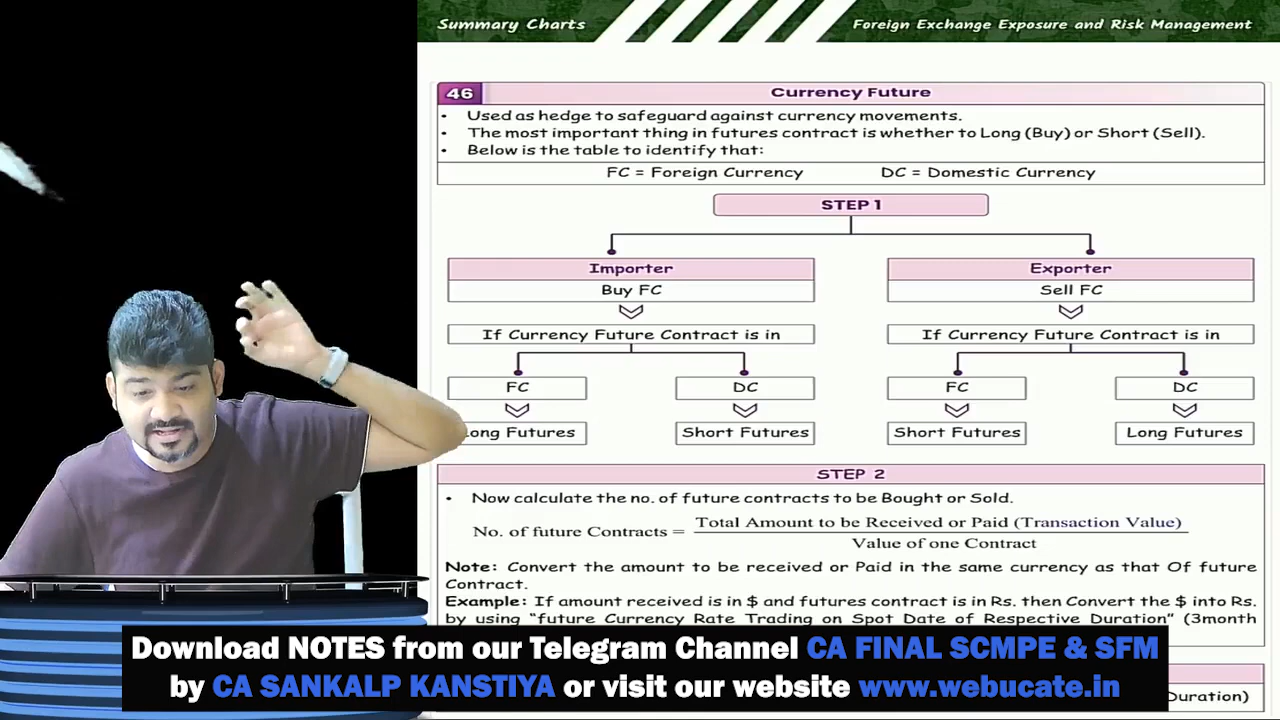 Summary Charts
Foreign Exchange Exposure and Risk Management
46
Currency Future
• Used as hedge to safeguard against currency movements.
• The most important thing in futures contract is whether to Long (Buy) or Short (Sell).
• Below is the table to identify that:
FC = Foreign Currency DC = Domestic Currency
STEP 1
Importer
Exporter
Buy FC
Sell FC
If Currency Future Contract is in
If Currency Future Contract is in
FC
DC
FC
DC
ong Futures
Short Futures
Short Futures
Long Futures
STEP 2
• Now calculate the no. of future contracts to be Bought or Sold.
No. of future Contracts = Total Amount to be Received or Paid (Transaction Value)
Value of one Contract
Note: Convert the amount to be received or Paid in the same currency as that Of future
Contract.
Example: If amount received is in $ and futures contract is in Rs. then Convert the $ into Rs.
by using "future Currency Rate Trading on Spot Date of Respective Duration" (3month
Duration)
Download NOTES from our Telegram Channel CA FINAL SCMPE & SFM
by CA SANKALP KANSTIYA or visit our website www.webucate.in